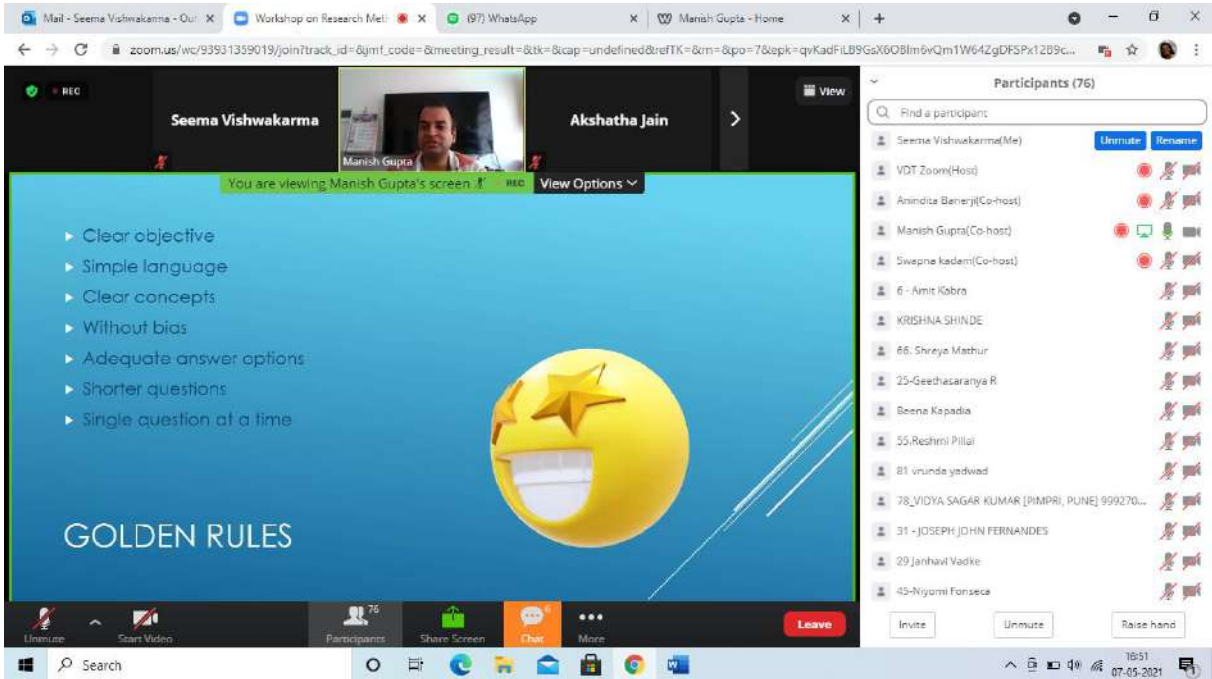 Mail - Seema Vishwakarma - Out
Workshop on Research Meth
(97) WhatsApp
Manish Gupta - Home
zoom.us/wc/93931359019/join?track_id=&jmf_code=&meeting_result=&tk=&cap=undefined&refTK=&rn=&po=7&epk=
REC
Seema Vishwakarma
Manish Gupta
Akshatha Jain
View
You are viewing Manish Gupta's screen
REC
View Options
Clear objective
Simple language
Clear concepts
Without bias
Adequate answer options
Shorter questions
Single question at a time
GOLDEN RULES
Unmute
Start Video
76
Participants
Share Screen
6
Chat
More
Leave
Participants (76)
Find a participant
Seema Vishwakarma(Me) Unmute Rename
VDT Zoom(Host)
Anindita Banerji(Co-host)
Manish Gupta(Co-host)
Swapna kadam(Co-host)
6 - Amit Kabra
KRISHNA SHINDE
66. Shreya Mathur
25-Geethasaranya R
Beena Kapadia
55.Reshmi Pillai
81 vrunda yadwad
78_VIDYA SAGAR KUMAR [PIMPRI, PUNE] 999270...
31 - JOSEPH JOHN FERNANDES
29 Janhavi Vadke
45-Niyomi Fonseca
Invite
Unmute
Raise hand
Search
16:51
07-05-2021